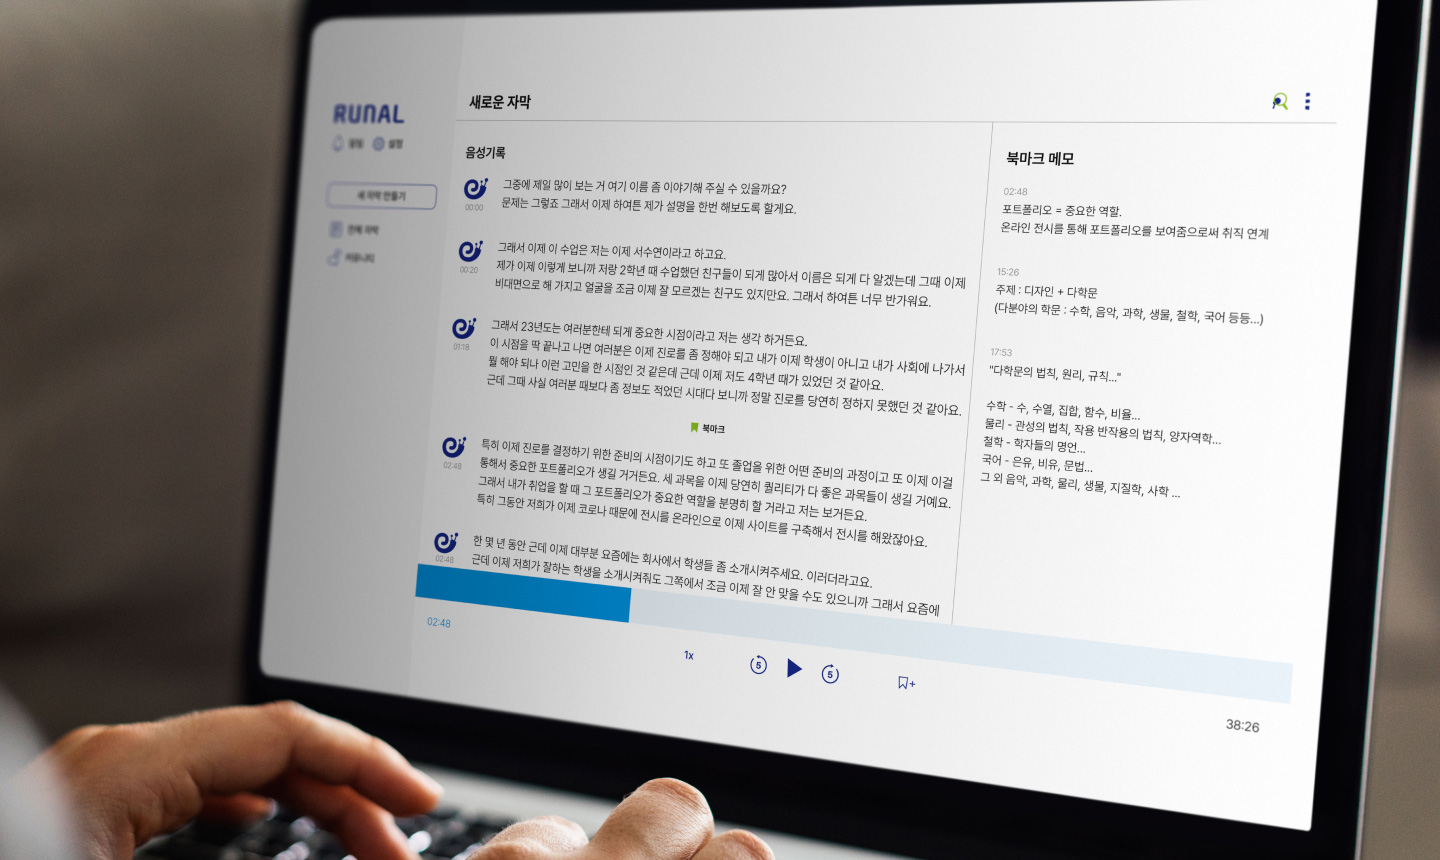 RUNAL
알림 설정
새 자막 만들기
전체 자막
커뮤니티
새로운 자막
음성기록
00:00
그중에 제일 많이 보는 거 여기 이름 좀 이야기해 주실 수 있을까요?
문제는 그렇죠 그래서 이제 하여튼 제가 설명을 한번 해보도록 할게요.
00:20
그래서 이제 이 수업은 저는 이제 서수연이라고 하고요.
제가 이제 이렇게 보니까 저랑 2학년 때 수업했던 친구들이 되게 많아서 이름은 되게 다 알겠는데 그때 이제
비대면으로 해 가지고 얼굴을 조금 이제 잘 모르겠는 친구도 있지만요. 그래서 하여튼 너무 반가워요.
01:18
그래서 23년도는 여러분한테 되게 중요한 시점이라고 저는 생각 하거든요.
이 시점을 딱 끝나고 나면 여러분은 이제 진로를 좀 정해야 되고 내가 이제 학생이 아니고 내가 사회에 나가서
뭘 해야 되나 이런 고민을 한 시점인 것 같은데 근데 이제 저도 4학년 때가 있었던 것 같아요.
근데 그때 사실 여러분 때보다 좀 정보도 적었던 시대다 보니까 정말 진로를 당연히 정하지 못했던 것 같아요.
북마크
02:48
특히 이제 진로를 결정하기 위한 준비의 시점이기도 하고 또 졸업을 위한 어떤 준비의 과정이고 또 이제 이걸
통해서 중요한 포트폴리오가 생길 거거든요. 세 과목을 이제 당연히 퀄리티가 다 좋은 과목들이 생길 거예요.
그래서 내가 취업을 할 때 그 포트폴리오가 중요한 역할을 분명히 할 거라고 저는 보거든요.
특히 그동안 저희가 이제 코로나 때문에 전시를 온라인으로 이제 사이트를 구축해서 전시를 해왔잖아요.
02:48
한 몇 년 동안 근데 이제 대부분 요즘에는 회사에서 학생들 좀 소개시켜주세요. 이러더라고요.
근데 이제 저희가 잘하는 학생을 소개시켜줘도 그쪽에서 조금 이제 잘 안 맞을 수도 있으니까 그래서 요즘에
북마크 메모
02:48
포트폴리오 = 중요한 역할.
온라인 전시를 통해 포트폴리오를 보여줌으로써 취직 연계
15:26
주제 : 디자인 + 다학문
(다분야의 학문 : 수학, 음악, 과학, 생물, 철학, 국어 등등...)
17:53
"다학문의 법칙, 원리, 규칙..."
수학 - 수, 수열, 집합, 함수, 비율...
물리 - 관성의 법칙, 작용 반작용의 법칙, 양자역학...
철학 - 학자들의 명언...
국어 - 은유, 비유, 문법...
그 외 음악, 과학, 물리, 생물, 지질학, 사학 ...
02:48
1x
5
5
38:26